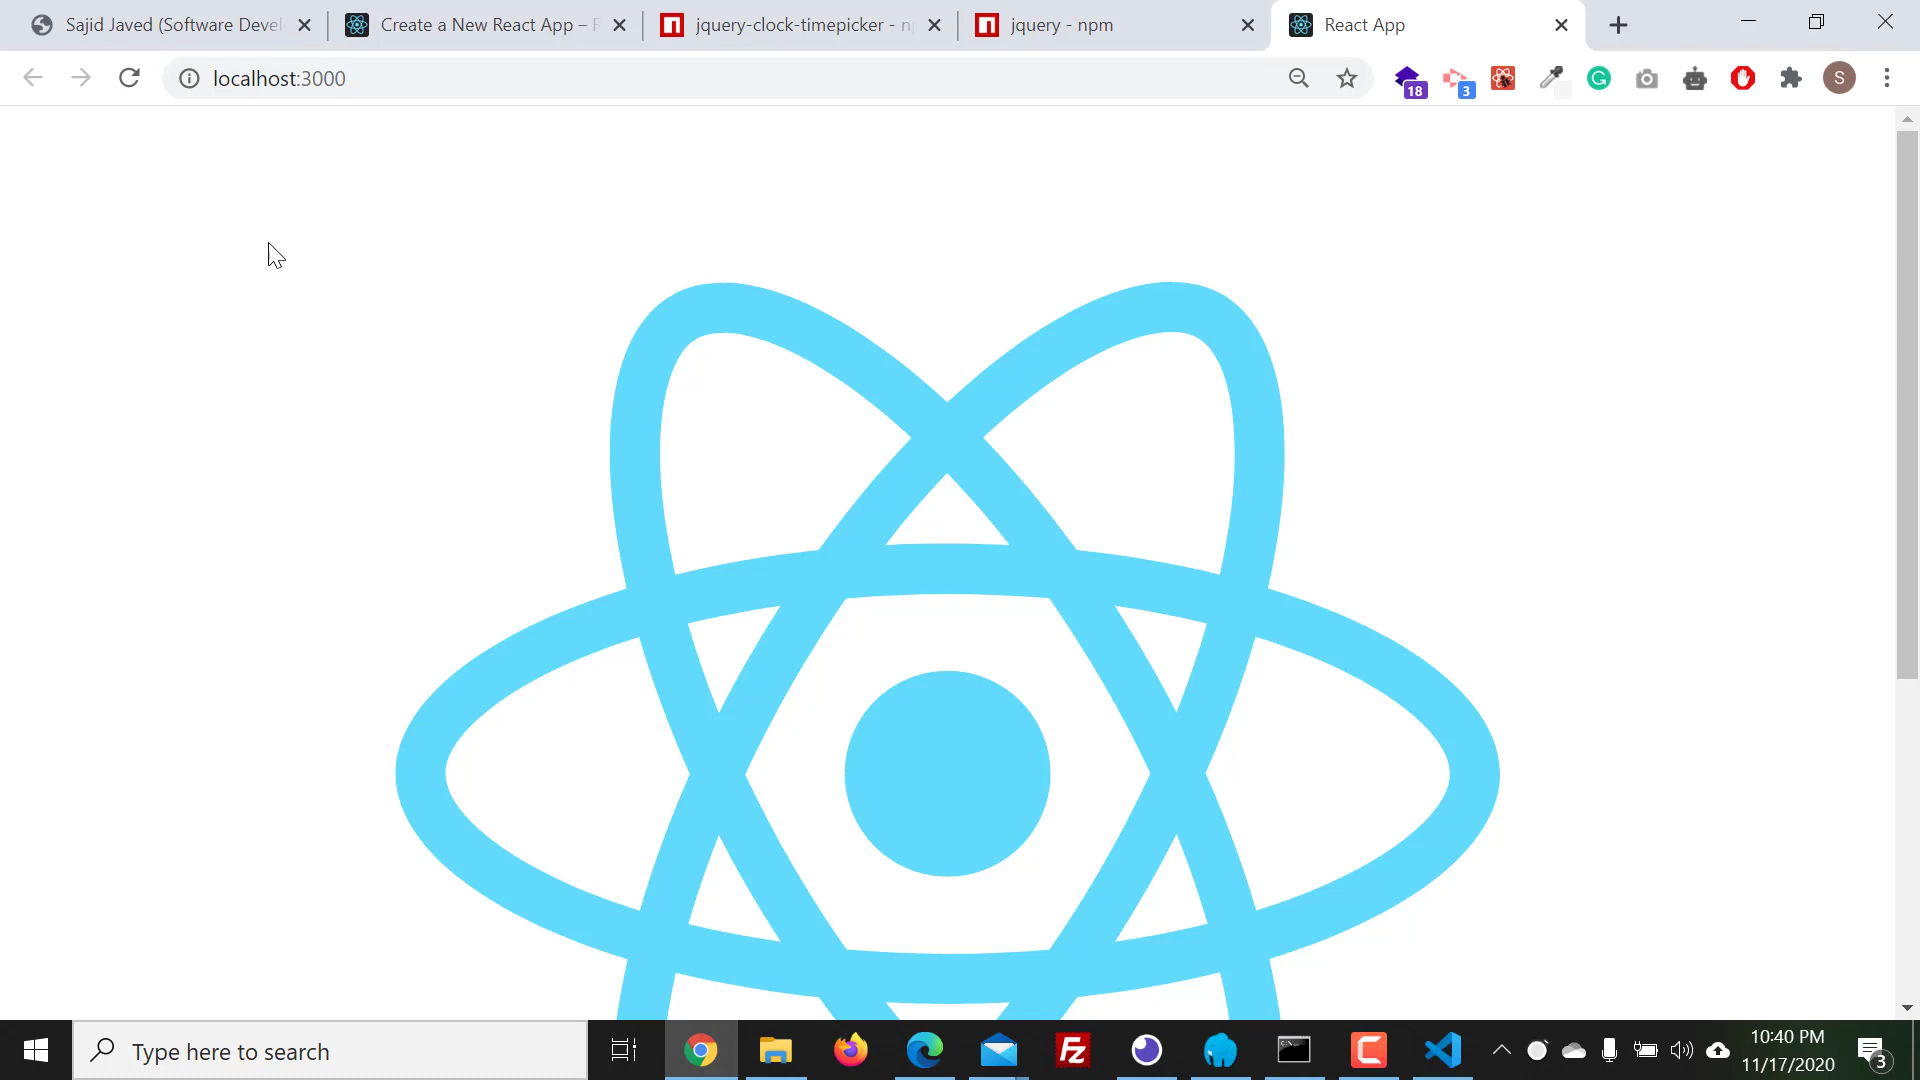 Sajid Javed (Software Devel
Create a New React App – R
jquery-clock-timepicker - n
jquery - npm
React App
localhost:3000
18
3
G
S
Type here to search
Fz
10:40 PM
11/17/2020
3